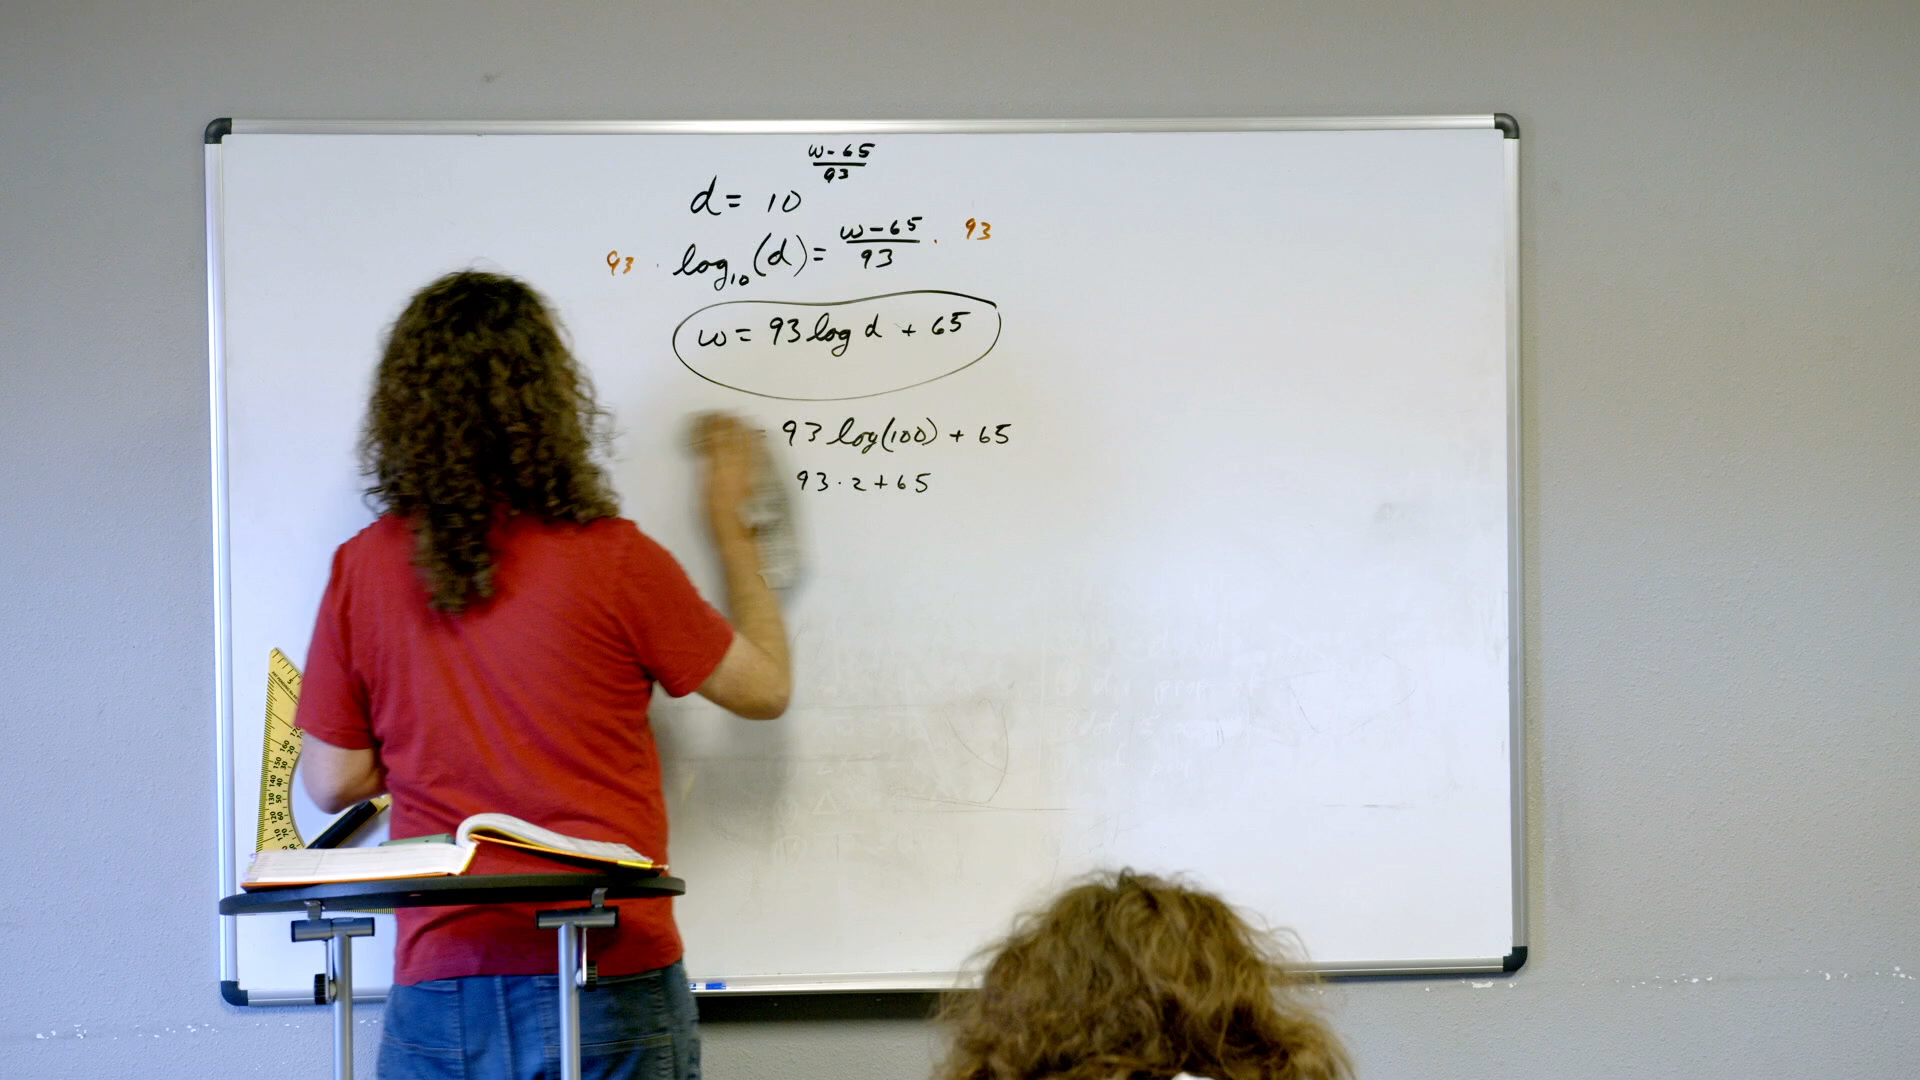 d = 10^((w-65)/93)
93 · log₁₀(d) = (w-65)/93 · 93
w = 93 log d + 65
= 93 log(100) + 65
93 · 2 + 65